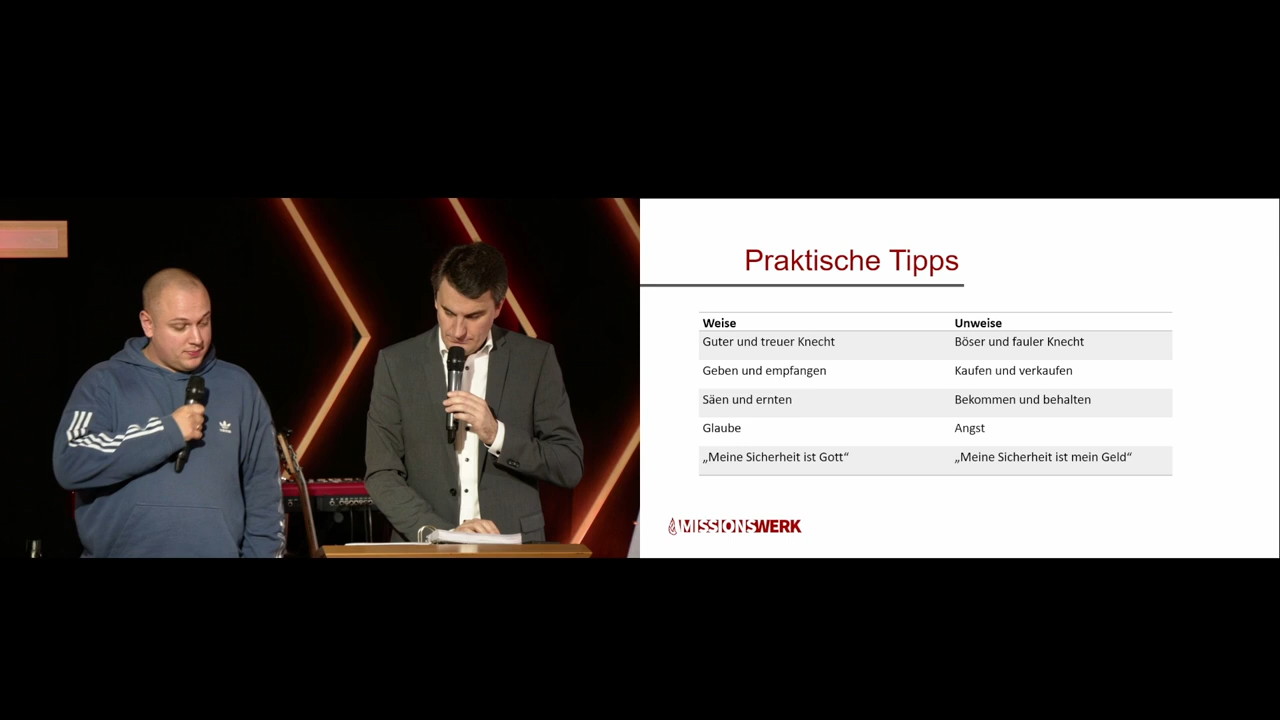 Praktische Tipps
Weise Unweise
Guter und treuer Knecht Böser und fauler Knecht
Geben und empfangen Kaufen und verkaufen
Säen und ernten Bekommen und behalten
Glaube Angst
„Meine Sicherheit ist Gott“ „Meine Sicherheit ist mein Geld“
MISSIONSWERK